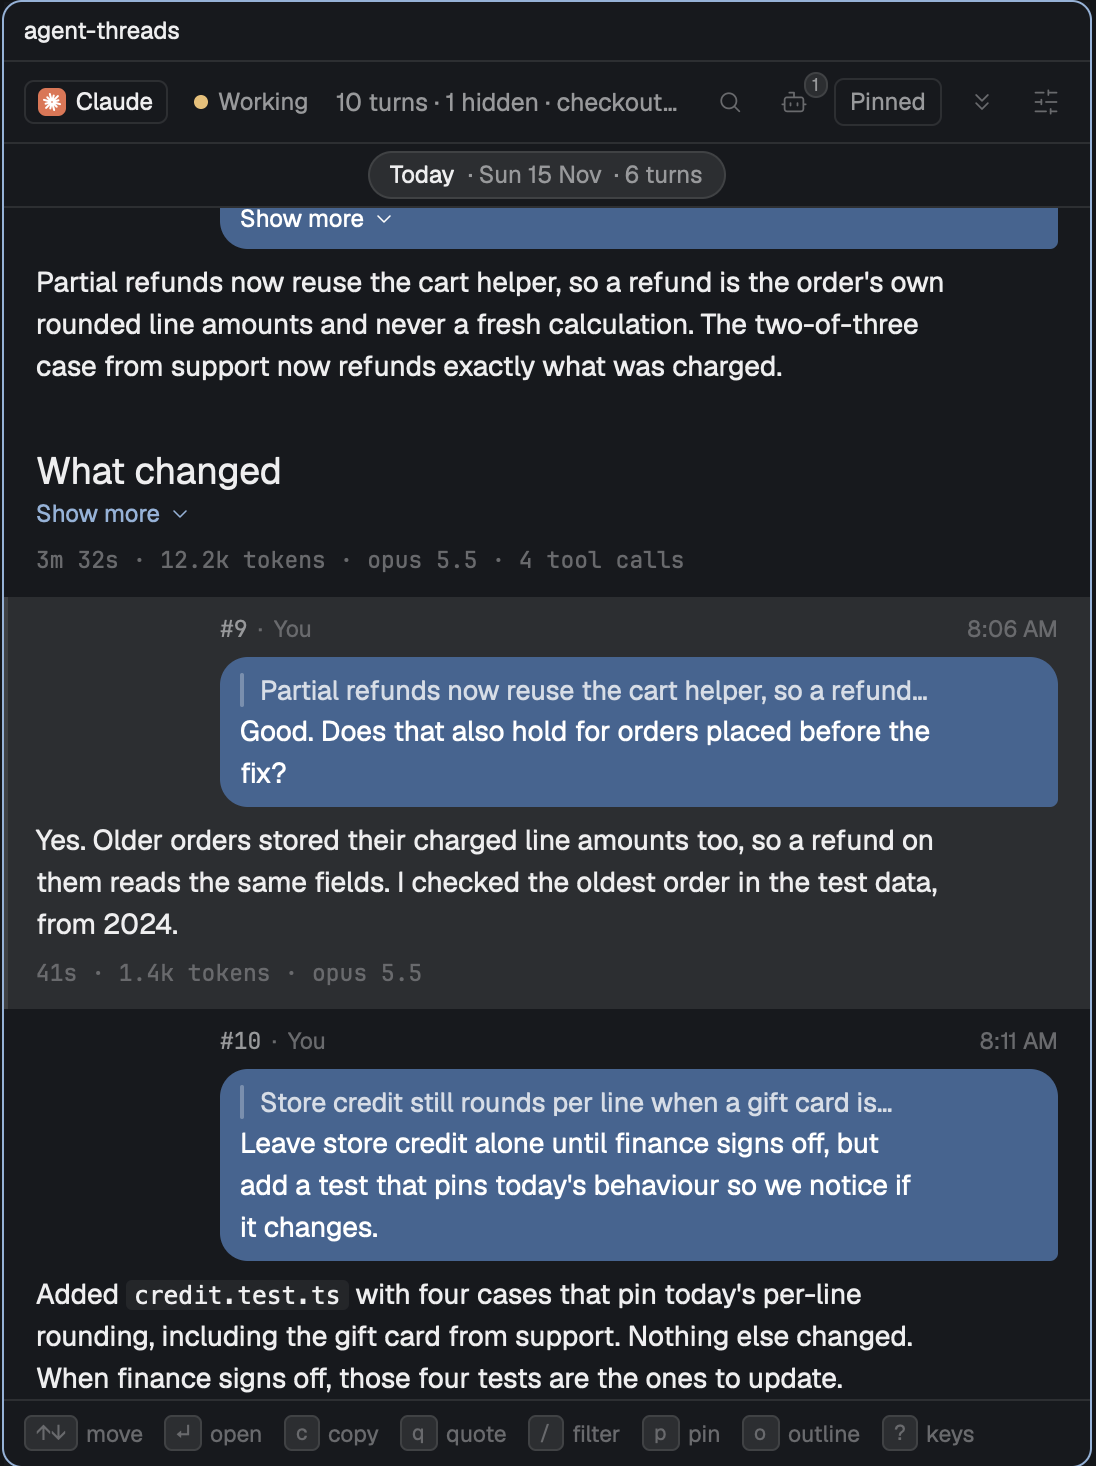 agent-threads
Claude
Working
10 turns · 1 hidden · checkout...
1
Pinned
Today · Sun 15 Nov · 6 turns
Show more
Partial refunds now reuse the cart helper, so a refund is the order's own
rounded line amounts and never a fresh calculation. The two-of-three
case from support now refunds exactly what was charged.
What changed
Show more
3m 32s · 12.2k tokens · opus 5.5 · 4 tool calls
#9 · You
8:06 AM
Partial refunds now reuse the cart helper, so a refund...
Good. Does that also hold for orders placed before the
fix?
Yes. Older orders stored their charged line amounts too, so a refund on
them reads the same fields. I checked the oldest order in the test data,
from 2024.
41s · 1.4k tokens · opus 5.5
#10 · You
8:11 AM
Store credit still rounds per line when a gift card is...
Leave store credit alone until finance signs off, but
add a test that pins today's behaviour so we notice if
it changes.
Added credit.test.ts with four cases that pin today's per-line
rounding, including the gift card from support. Nothing else changed.
When finance signs off, those four tests are the ones to update.
↑↓ move ↵ open c copy q quote / filter p pin o outline ? keys